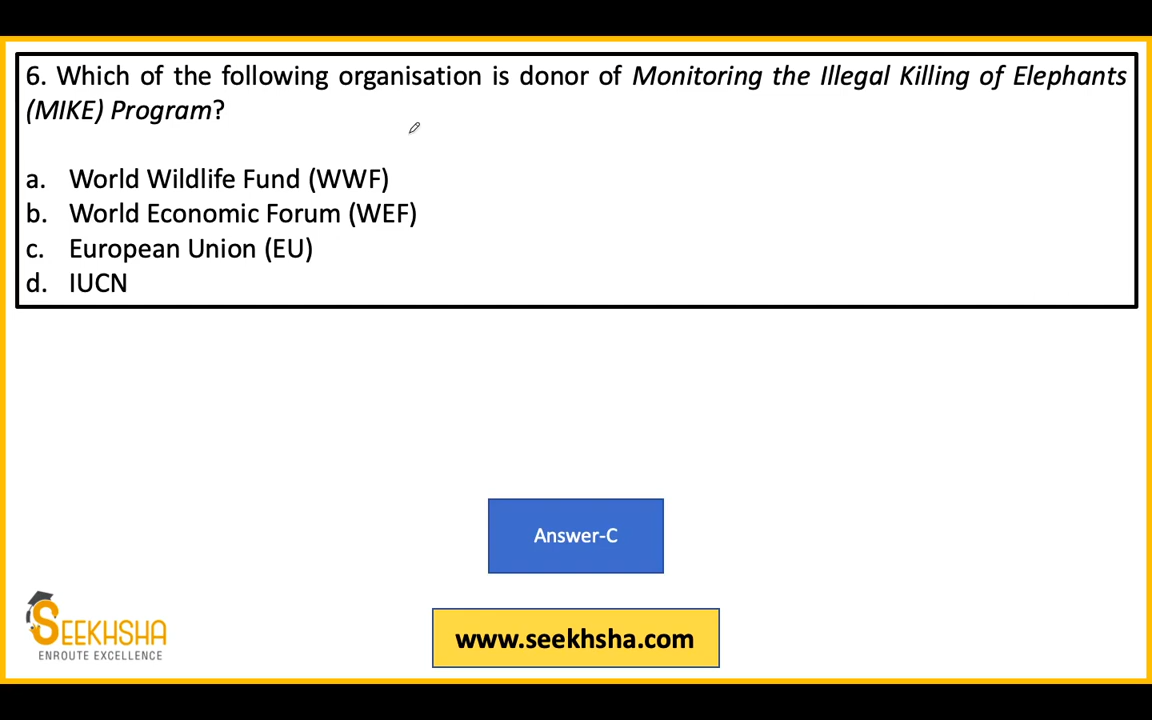 6. Which of the following organisation is donor of Monitoring the Illegal Killing of Elephants
(MIKE) Program?
a. World Wildlife Fund (WWF)
b. World Economic Forum (WEF)
c. European Union (EU)
d. IUCN
Answer-C
SEEKHSHA
ENROUTE EXCELLENCE
www.seekhsha.com